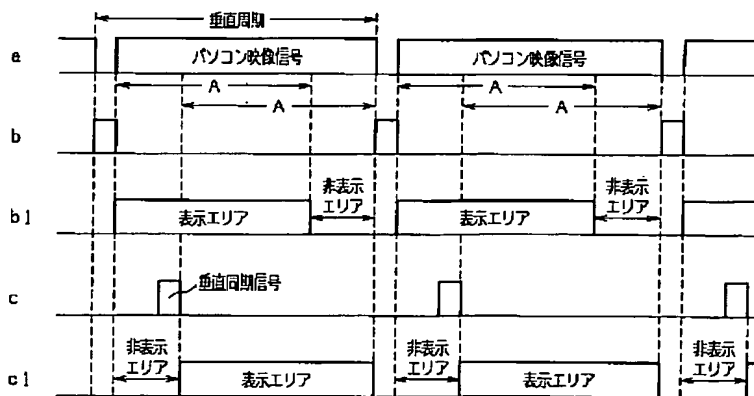 垂直周期
a
パソコン映像信号
パソコン映像信号
A
A
A
A
b
非表示
エリア
非表示
エリア
b1
表示エリア
表示エリア
c
垂直同期信号
非表示
エリア
非表示
エリア
非表示
エリア
c1
表示エリア
表示エリア